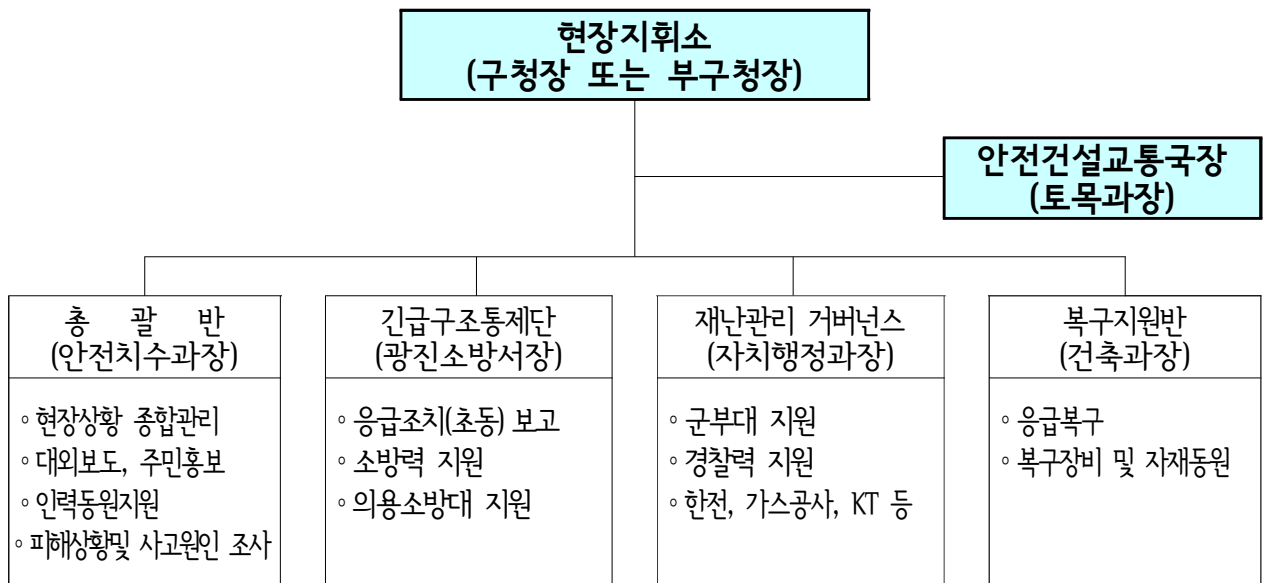 현장지휘소
(구청장 또는 부구청장)
안전건설교통국장
(토목과장)
총 괄 반
(안전치수과장)
◦현장상황 종합관리
◦대외보도, 주민홍보
◦인력동원지원
◦피해상황및 사고원인 조사
긴급구조통제단
(광진소방서장)
◦응급조치(초동) 보고
◦소방력 지원
◦의용소방대 지원
재난관리 거버넌스
(자치행정과장)
◦군부대 지원
◦경찰력 지원
◦한전, 가스공사, KT 등
복구지원반
(건축과장)
◦응급복구
◦복구장비 및 자재동원